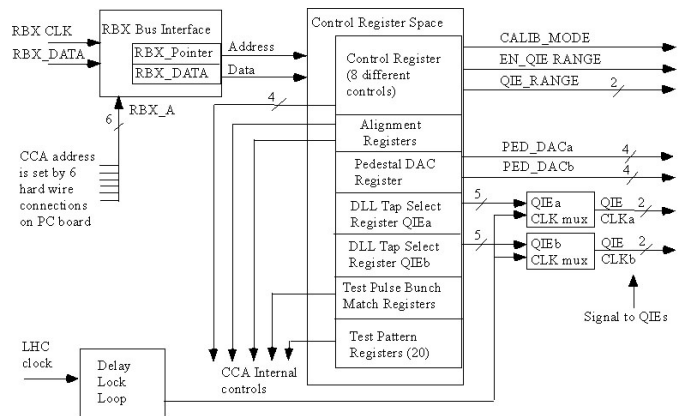 RBX CLK
RBX_DATA
RBX Bus Interface
RBX_Pointer
RBX_DATA
Address
Data
6
RBX_A
CCA address
is set by 6
hard wire
connections
on PC board
Control Register Space
Control Register
(8 different
controls)
4
Alignment
Registers
Pedestal DAC
Register
DLL Tap Select
Register QIEa
DLL Tap Select
Register QIEb
Test Pulse Bunch
Match Registers
Test Pattern
Registers (20)
CALIB_MODE
EN_QIE RANGE
QIE_RANGE
2
PED_DACa
4
PED_DACb
4
5
QIEa
CLK mux
QIE
CLKa
2
5
QIEb
CLK mux
QIE
CLKb
2
Signal to QIEs
CCA Internal
controls
LHC
clock
Delay
Lock
Loop